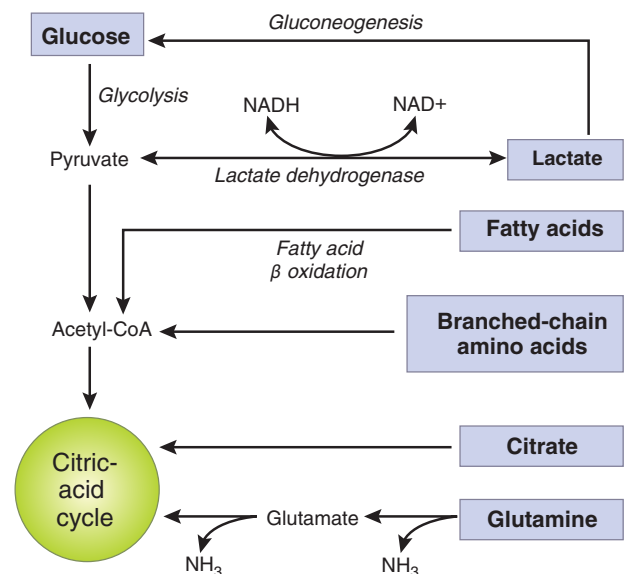 Gluconeogenesis
Glucose
Glycolysis
NADH
NAD+
Pyruvate
Lactate
Lactate dehydrogenase
Fatty acids
Fatty acid
β oxidation
Branched-chain
amino acids
Acetyl-CoA
Citric-
acid
cycle
Citrate
Glutamate
Glutamine
NH3
NH3